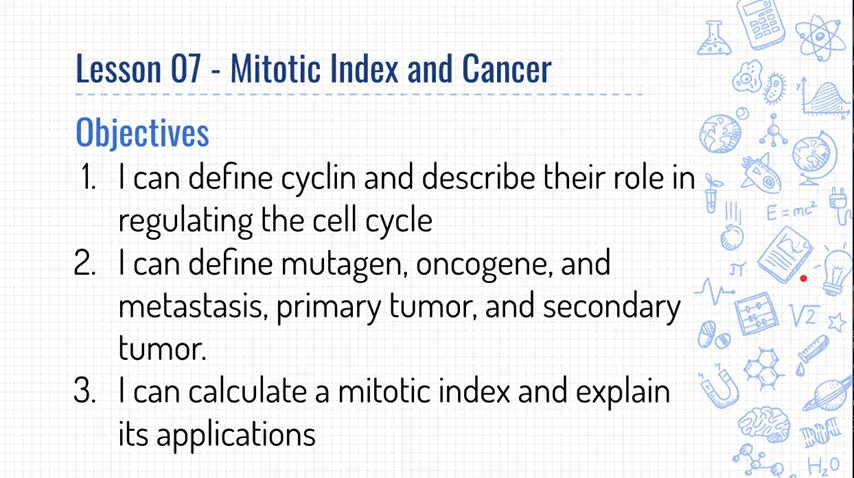 Lesson 07 - Mitotic Index and Cancer
Objectives
1. I can define cyclin and describe their role in
regulating the cell cycle
2. I can define mutagen, oncogene, and
metastasis, primary tumor, and secondary
tumor.
3. I can calculate a mitotic index and explain
its applications
E=mc²
π
√2
H₂O